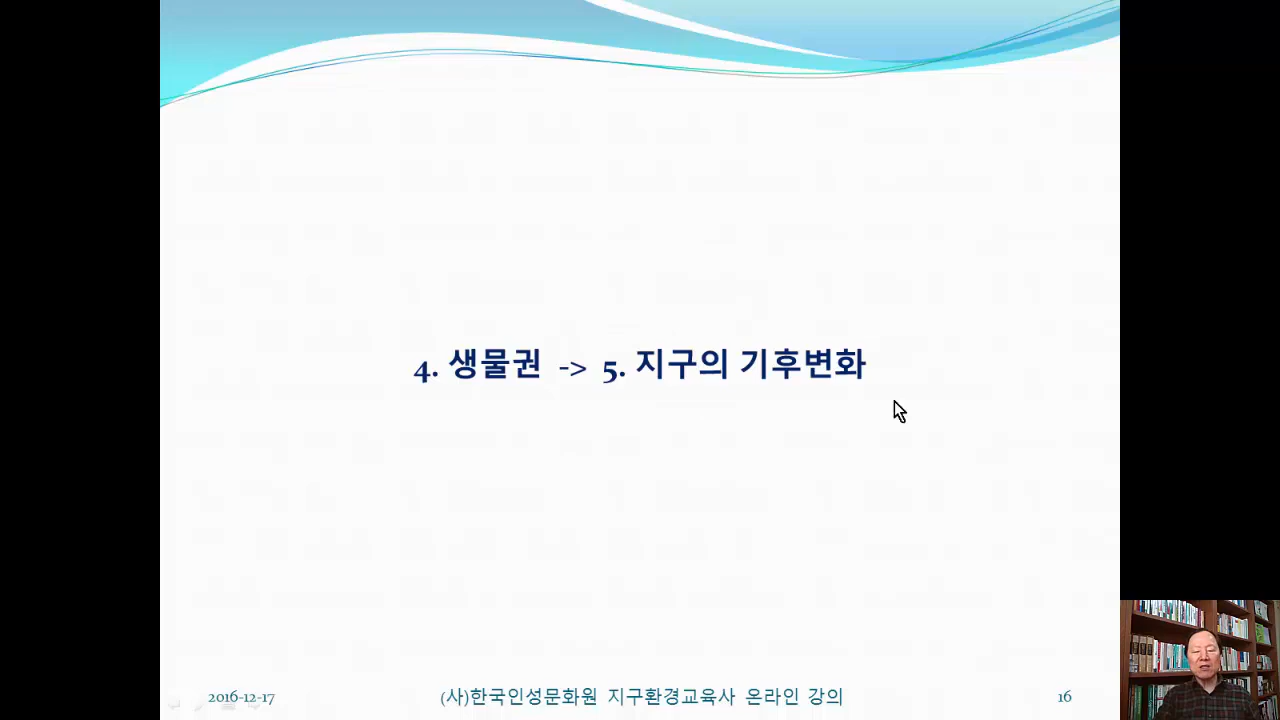 4. 생물권 -> 5. 지구의 기후변화
2016-12-17
(사)한국인성문화원 지구환경교육사 온라인 강의
16